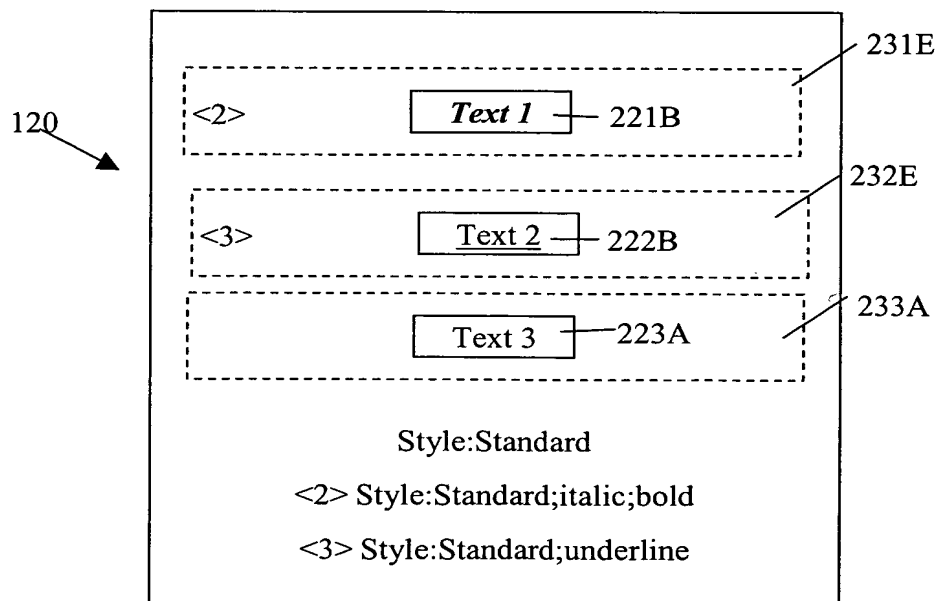 231E
<2> Text 1 221B
120
232E
<3> Text 2 222B
233A
Text 3 223A
Style:Standard
<2> Style:Standard;italic;bold
<3> Style:Standard;underline